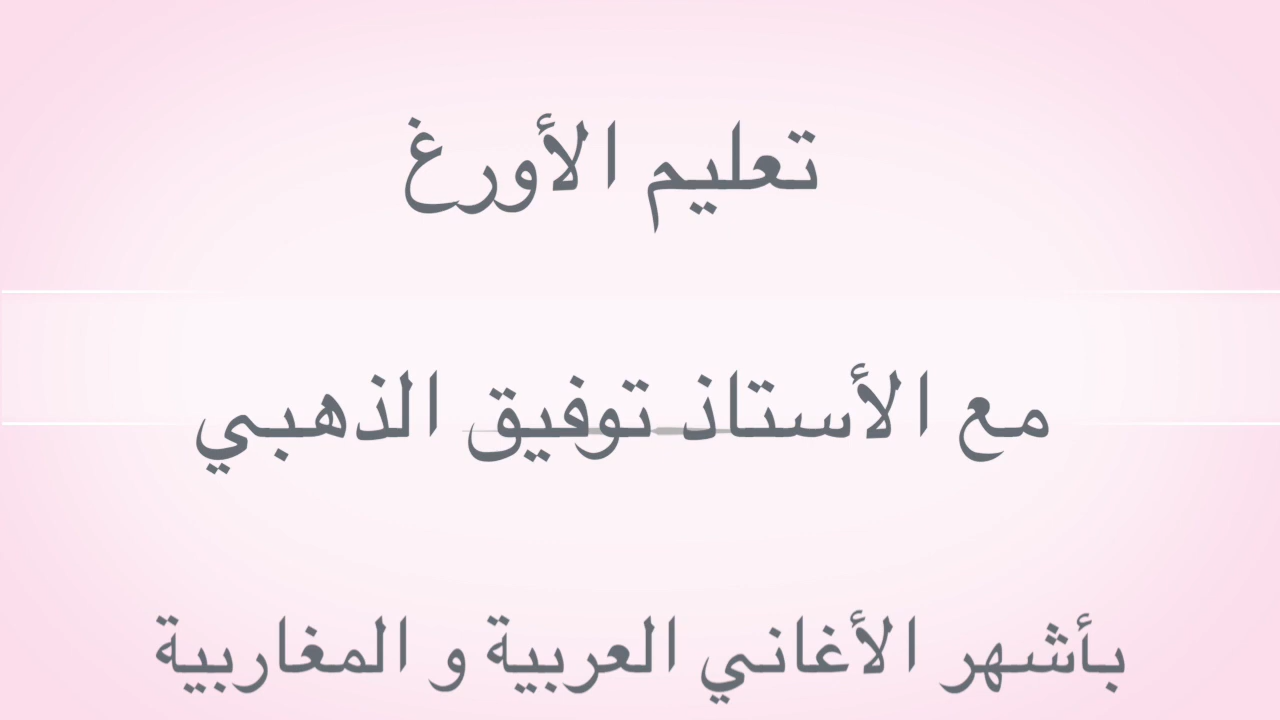 تعليم الأورغ
مع الأستاذ توفيق الذهبي
بأشهر الأغاني العربية و المغاربية